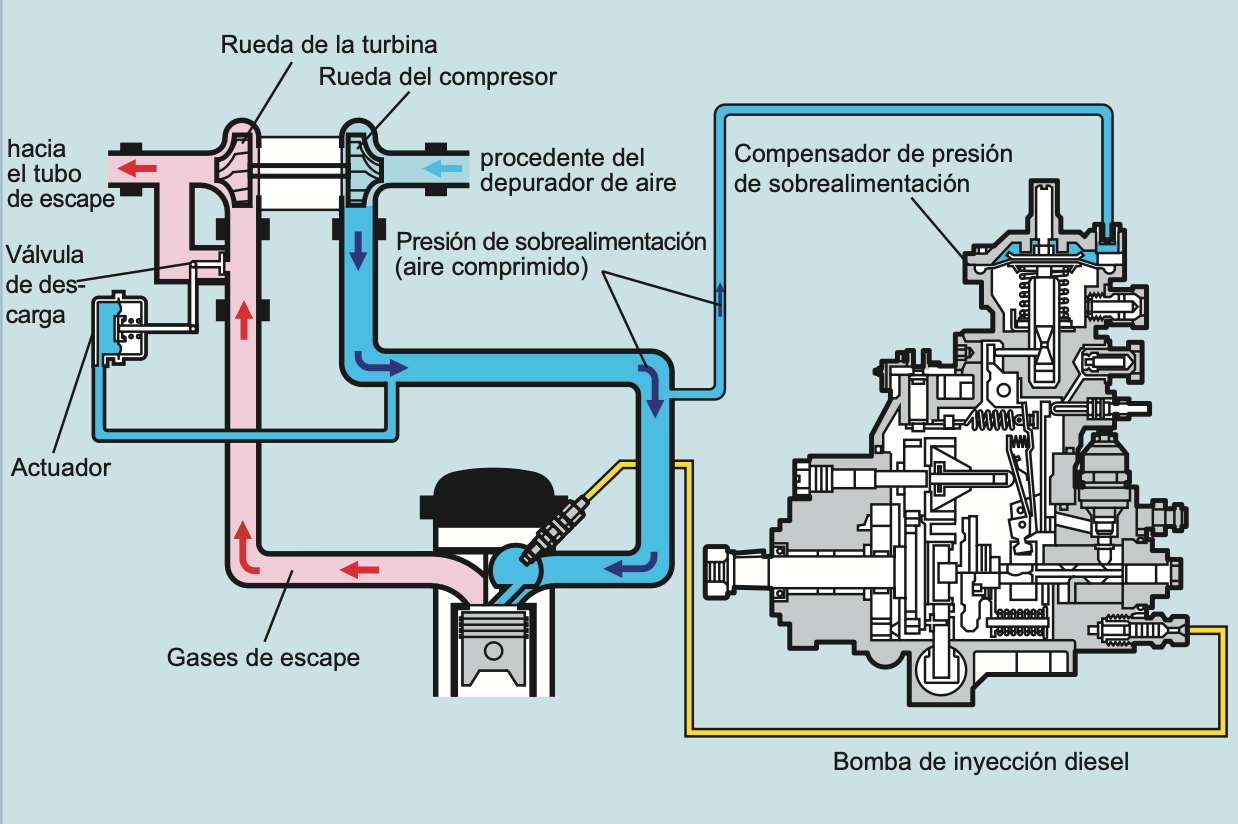 Rueda de la turbina
Rueda del compresor
hacia
el tubo
de escape
procedente del
depurador de aire
Compensador de presión
de sobrealimentación
Presión de sobrealimentación
(aire comprimido)
Válvula
de des-
carga
Actuador
Gases de escape
Bomba de inyección diesel